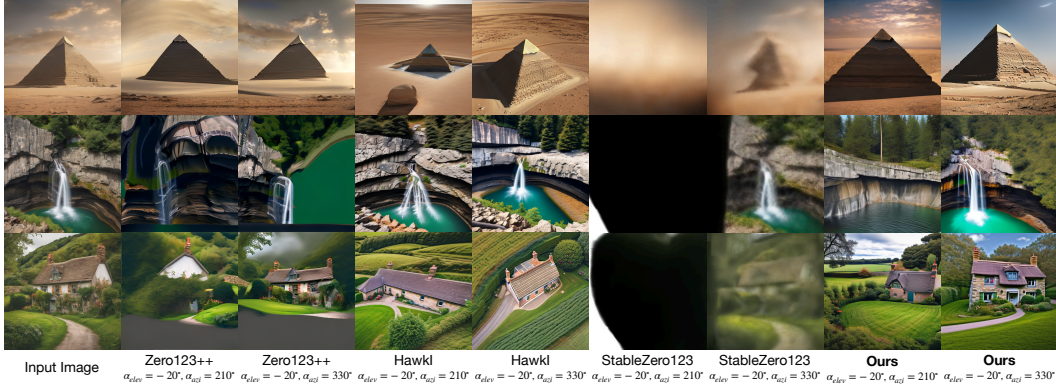 Input Image
Zero123++
α_elev = − 20°, α_azi = 210°
Zero123++
α_elev = − 20°, α_azi = 330°
HawkI
α_elev = − 20°, α_azi = 210°
HawkI
α_elev = − 20°, α_azi = 330°
StableZero123
α_elev = − 20°, α_azi = 210°
StableZero123
α_elev = − 20°, α_azi = 330°
Ours
α_elev = − 20°, α_azi = 210°
Ours
α_elev = − 20°, α_azi = 330°